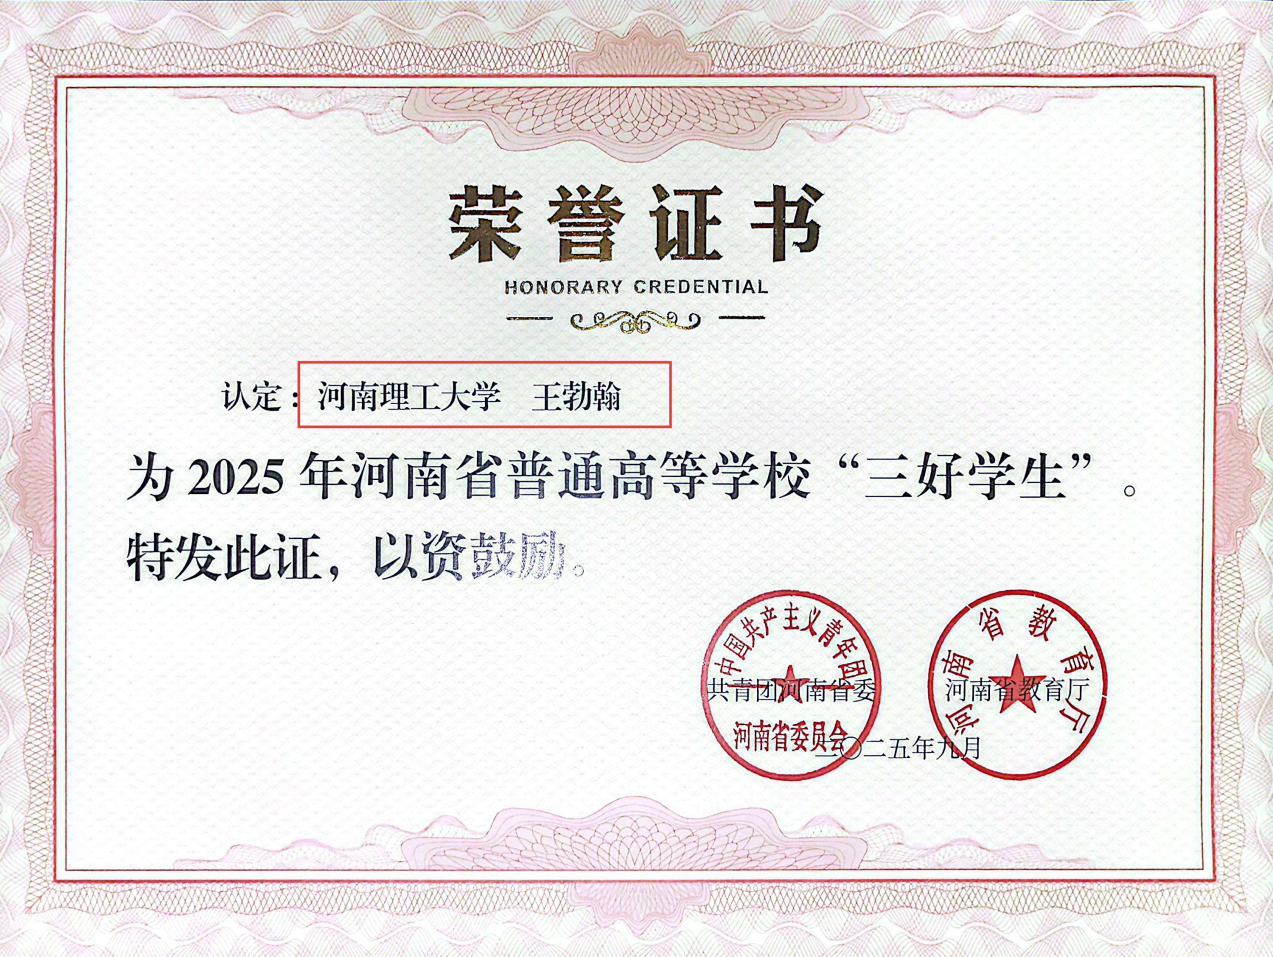 荣誉证书
HONORARY CREDENTIAL
认定：河南理工大学 王勃翰
为 2025 年河南省普通高等学校“三好学生”。
特发此证，以资鼓励。
中国共产主义青年团
共青团河南省委
河南省委员会
河南省教育厅
河南省教育厅
二〇二五年九月